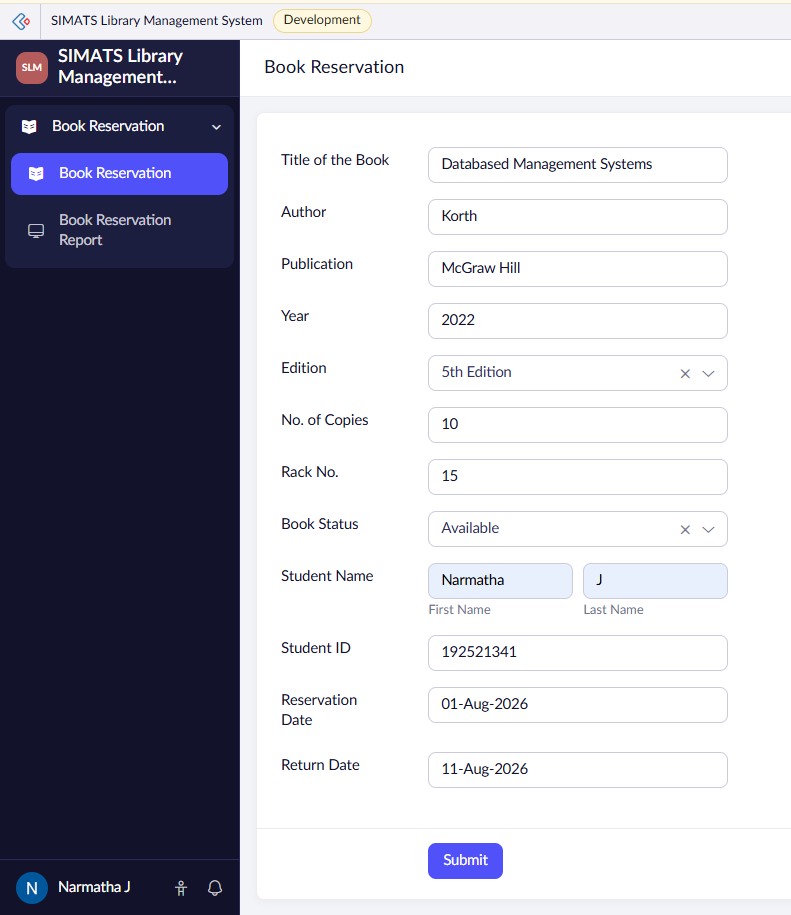 SIMATS Library Management System
Development
SLM
SIMATS Library
Management...
Book Reservation
Book Reservation
Book Reservation
Report
Narmatha J
N
Book Reservation
Title of the Book
Databased Management Systems
Author
Korth
Publication
McGraw Hill
Year
2022
Edition
5th Edition
No. of Copies
10
Rack No.
15
Book Status
Available
Student Name
Narmatha
J
First Name
Last Name
Student ID
192521341
Reservation
Date
01-Aug-2026
Return Date
11-Aug-2026
Submit